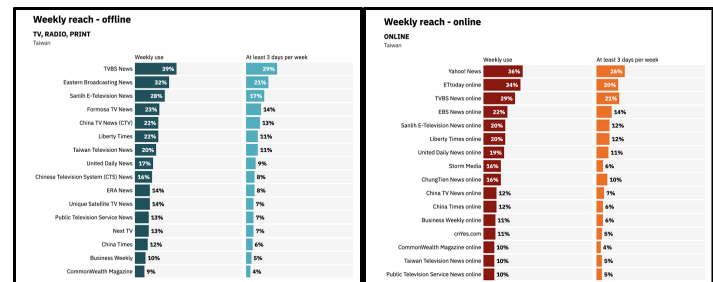 Weekly reach - offline
TV, RADIO, PRINT
Taiwan
Weekly use At least 3 days per week
TVBS News 39% 29%
Eastern Broadcasting News 32% 21%
Sanlih E-Television News 28% 17%
Formosa TV News 23% 14%
China TV News (CTV) 22% 13%
Liberty Times 22% 11%
Taiwan Television News 20% 11%
United Daily News 17% 9%
Chinese Television System (CTS) News 16% 8%
ERA News 14% 8%
Unique Satellite TV News 14% 7%
Public Television Service News 13% 7%
Next TV 13% 7%
China Times 12% 6%
Business Weekly 10% 5%
CommonWealth Magazine 9% 4%
Weekly reach - online
ONLINE
Taiwan
Weekly use At least 3 days per week
Yahoo! News 36% 26%
ETtoday online 34% 20%
TVBS News online 29% 21%
EBS News online 22% 14%
Sanlih E-Television News online 20% 12%
Liberty Times online 20% 12%
United Daily News online 19% 11%
Storm Media 16% 6%
ChungTien News online 16% 10%
China TV News online 12% 7%
China Times online 12% 6%
Business Weekly online 11% 6%
cnYes.com 11% 5%
CommonWealth Magazine online 10% 4%
Taiwan Television News online 10% 5%
Public Television Service News online 10% 5%